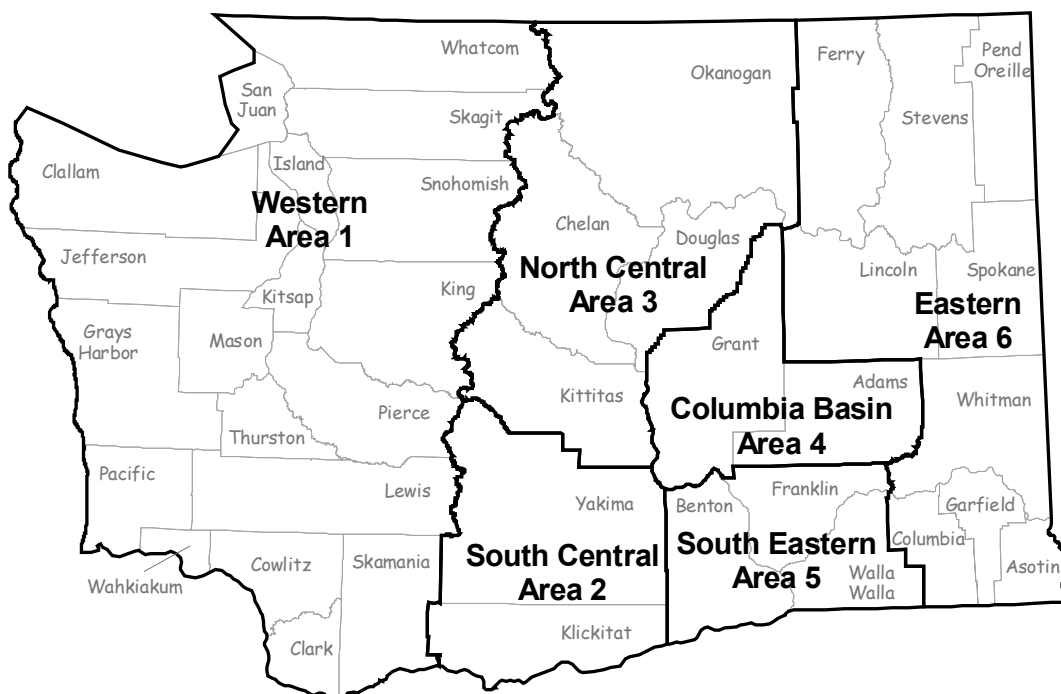 Whatcom
Okanogan
Ferry
Pend
Oreille
San
Juan
Skagit
Stevens
Clallam
Island
Snohomish
Western
Area 1
Chelan
Douglas
Jefferson
Kitsap
King
North Central
Area 3
Lincoln
Spokane
Eastern
Area 6
Grays
Harbor
Mason
Grant
Kittitas
Adams
Whitman
Pierce
Columbia Basin
Area 4
Thurston
Pacific
Lewis
Yakima
Benton
Franklin
Garfield
Columbia
Wahkiakum
Cowlitz
Skamania
South Central
Area 2
South Eastern
Area 5
Walla
Walla
Asotin
Klickitat
Clark